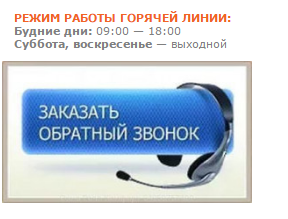 РЕЖИМ РАБОТЫ ГОРЯЧЕЙ ЛИНИИ:
Будние дни: 09:00 — 18:00
Суббота, воскресенье — выходной
ЗАКАЗАТЬ
ОБРАТНЫЙ ЗВОНОК